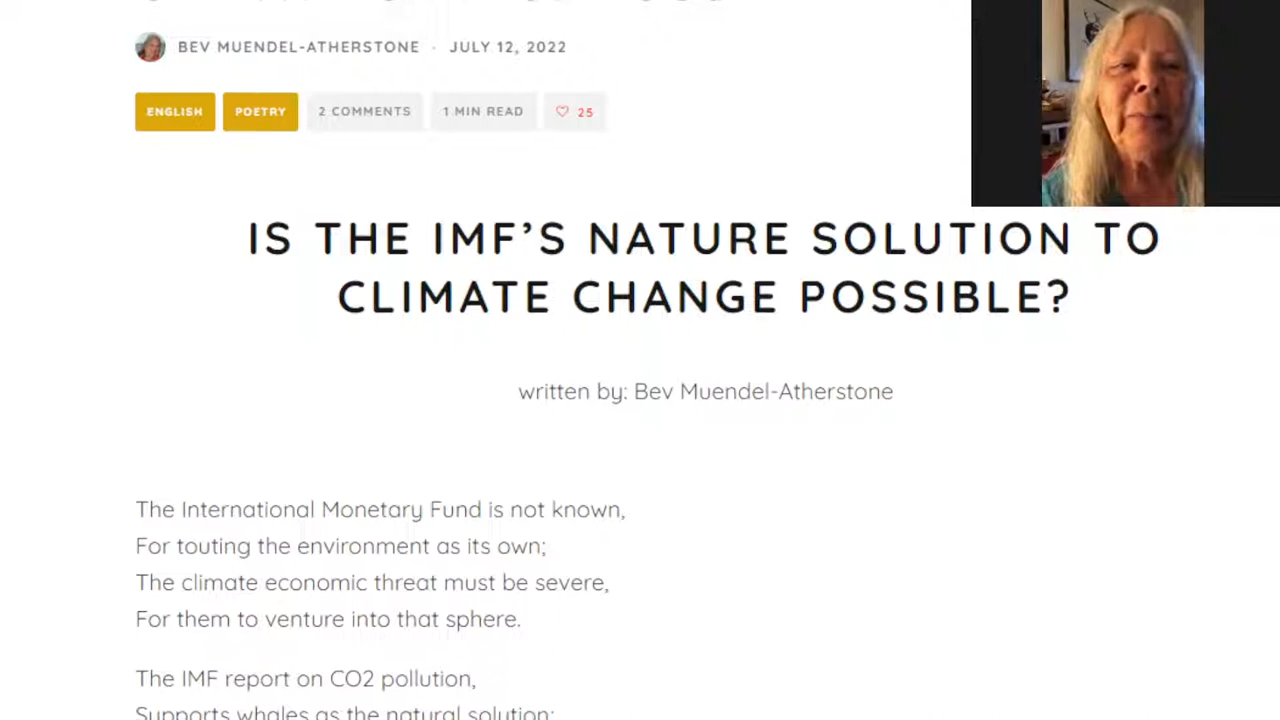 BEV MUENDEL-ATHERSTONE · JULY 12, 2022
ENGLISH POETRY 2 COMMENTS 1 MIN READ 25
IS THE IMF’S NATURE SOLUTION TO
CLIMATE CHANGE POSSIBLE?
written by: Bev Muendel-Atherstone
The International Monetary Fund is not known,
For touting the environment as its own;
The climate economic threat must be severe,
For them to venture into that sphere.
The IMF report on CO2 pollution,
Supports whales as the natural solution;